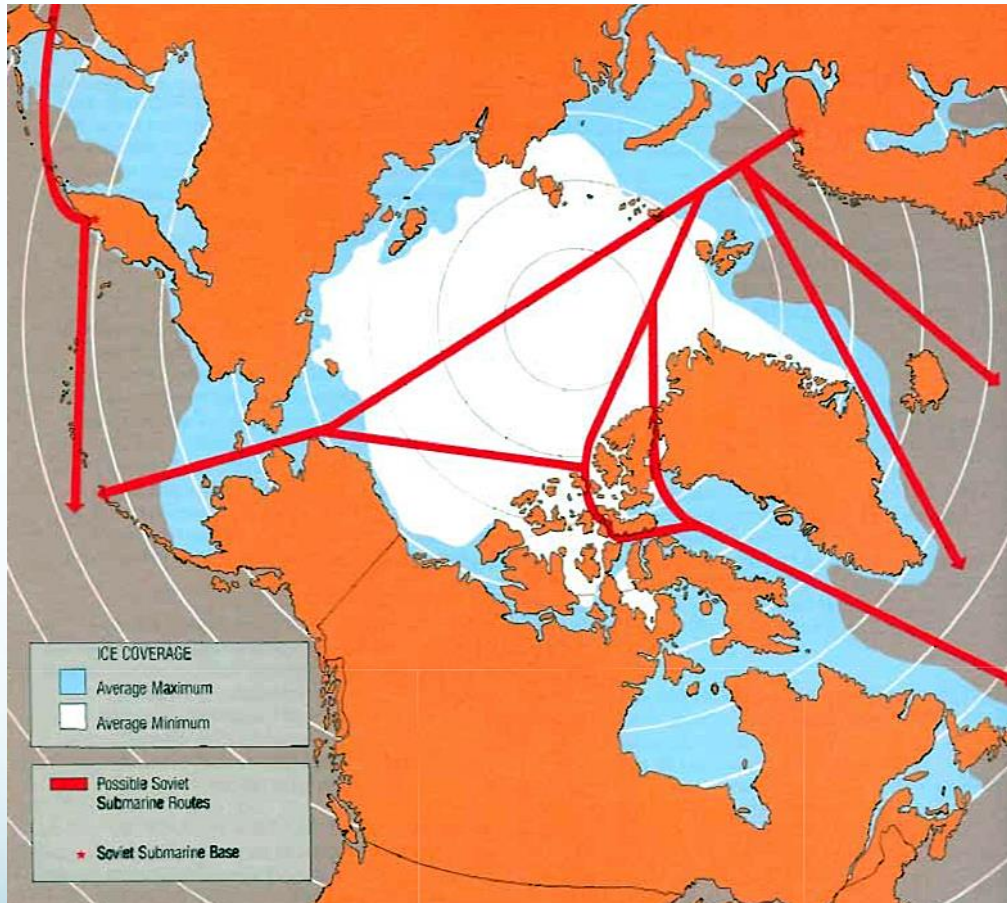 ICE COVERAGE
Average Maximum
Average Minimum
Possible Soviet
Submarine Routes
Soviet Submarine Base